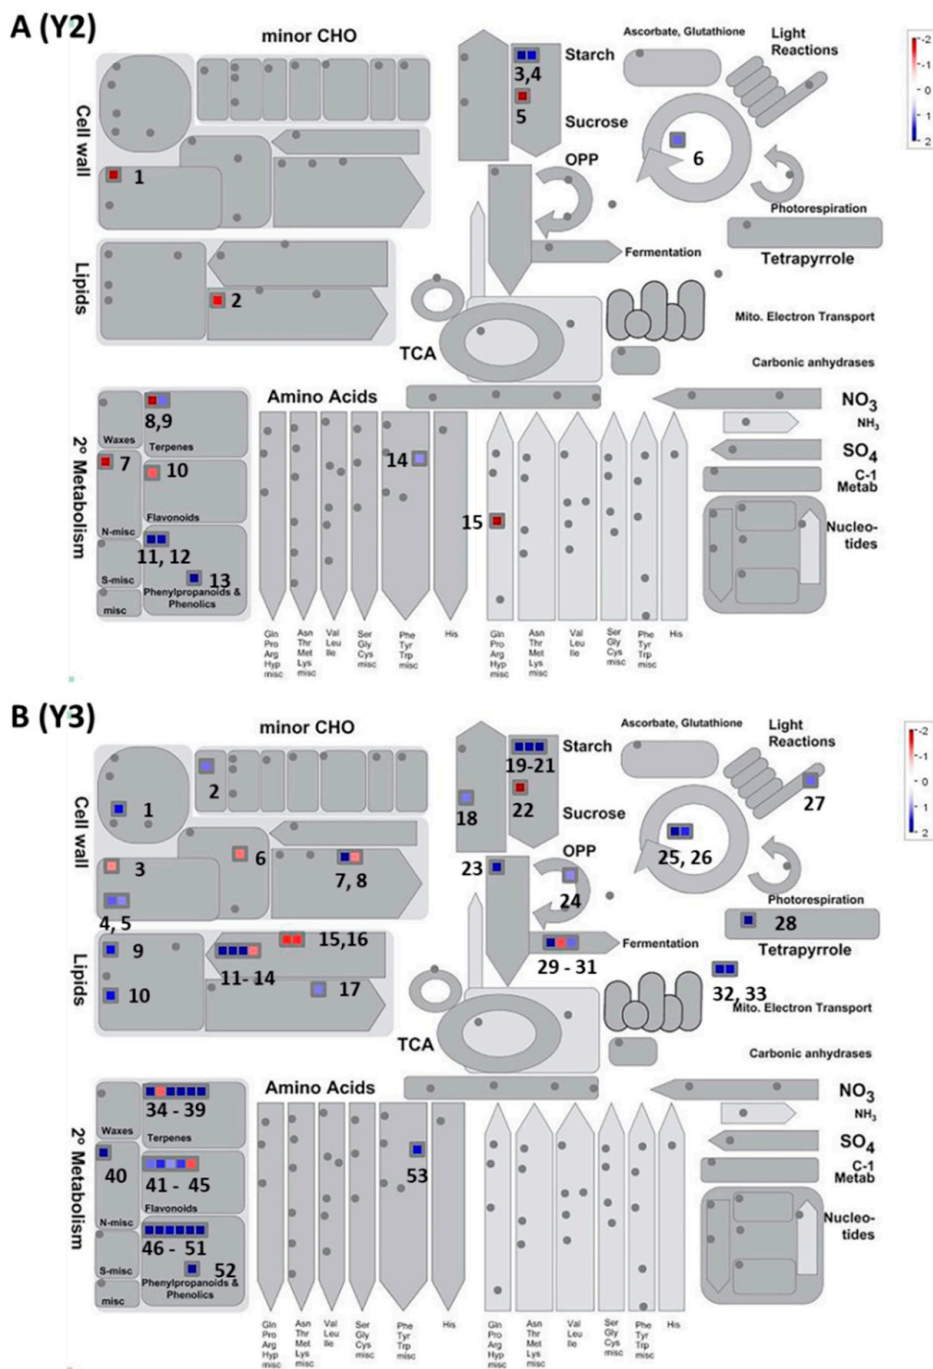 A (Y2)
minor CHO
Cell wall
1
Lipids
2
Starch
3,4
5
Sucrose
OPP
Ascorbate, Glutathione
Light
Reactions
6
Photorespiration
Tetrapyrrole
Fermentation
Mito. Electron Transport
TCA
Carbonic anhydrases
-2
-1
0
1
2
2° Metabolism
Waxes
8,9
Terpenes
7
10
N-misc
Flavonoids
11, 12
S-misc
13
Phenylpropanoids &
Phenolics
misc
Amino Acids
14
15
Gln
Pro
Arg
Hyp
misc
Asn
Thr
Met
Lys
misc
Val
Leu
Ile
Ser
Gly
Cys
misc
Phe
Tyr
Trp
misc
His
Gln
Pro
Arg
Hyp
misc
Asn
Thr
Met
Lys
misc
Val
Leu
Ile
Ser
Gly
Cys
misc
Phe
Tyr
Trp
misc
His
NO3
NH3
SO4
C-1
Metab
Nucleo-
tides
B (Y3)
minor CHO
Cell wall
1
2
3
6
7, 8
4, 5
Lipids
9
10
11- 14
15,16
17
Starch
19-21
18
22
Sucrose
23
OPP
24
Ascorbate, Glutathione
Light
Reactions
27
25, 26
Photorespiration
28
Tetrapyrrole
Fermentation
29 - 31
32, 33
Mito. Electron Transport
TCA
Carbonic anhydrases
-2
-1
0
1
2
2° Metabolism
Waxes
34 - 39
Terpenes
40
41 - 45
N-misc
Flavonoids
46 - 51
S-misc
52
Phenylpropanoids &
Phenolics
misc
Amino Acids
53
Gln
Pro
Arg
Hyp
misc
Asn
Thr
Met
Lys
misc
Val
Leu
Ile
Ser
Gly
Cys
misc
Phe
Tyr
Trp
misc
His
Gln
Pro
Arg
Hyp
misc
Asn
Thr
Met
Lys
misc
Val
Leu
Ile
Ser
Gly
Cys
misc
Phe
Tyr
Trp
misc
His
NO3
NH3
SO4
C-1
Metab
Nucleo-
tides